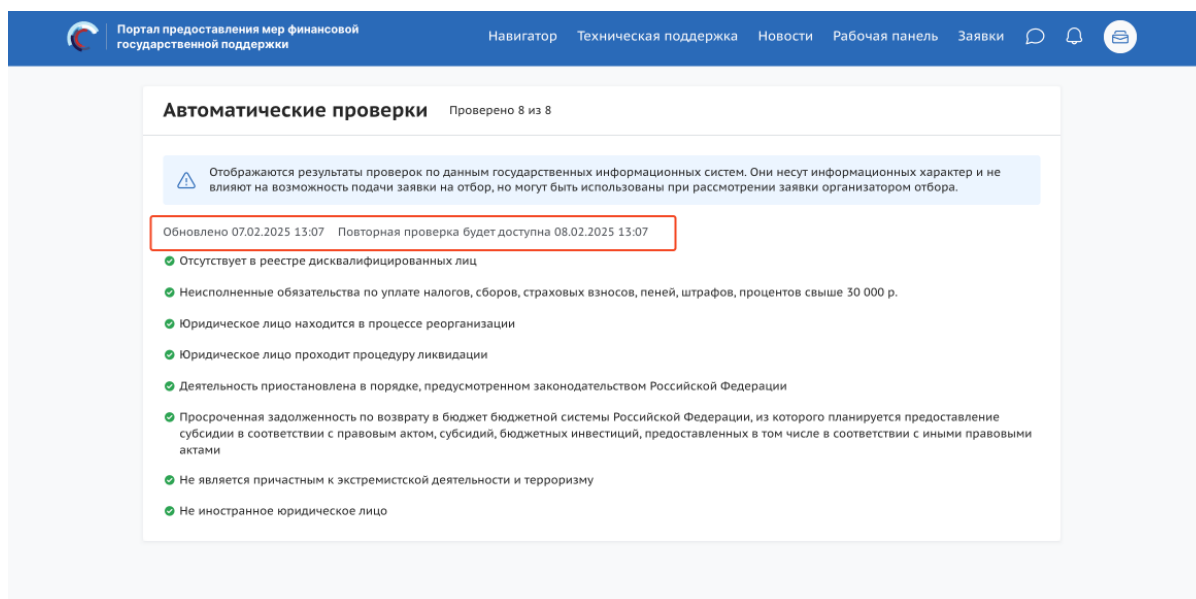 Портал предоставления мер финансовой
государственной поддержки
Навигатор Техническая поддержка Новости Рабочая панель Заявки
Автоматические проверки Проверено 8 из 8
Отображаются результаты проверок по данным государственных информационных систем. Они несут информационных характер и не
влияют на возможность подачи заявки на отбор, но могут быть использованы при рассмотрении заявки организатором отбора.
Обновлено 07.02.2025 13:07 Повторная проверка будет доступна 08.02.2025 13:07
Отсутствует в реестре дисквалифицированных лиц
Неисполненные обязательства по уплате налогов, сборов, страховых взносов, пеней, штрафов, процентов свыше 30 000 р.
Юридическое лицо находится в процессе реорганизации
Юридическое лицо проходит процедуру ликвидации
Деятельность приостановлена в порядке, предусмотренном законодательством Российской Федерации
Просроченная задолженность по возврату в бюджет бюджетной системы Российской Федерации, из которого планируется предоставление
субсидии в соответствии с правовым актом, субсидий, бюджетных инвестиций, предоставленных в том числе в соответствии с иными правовыми
актами
Не является причастным к экстремистской деятельности и терроризму
Не иностранное юридическое лицо